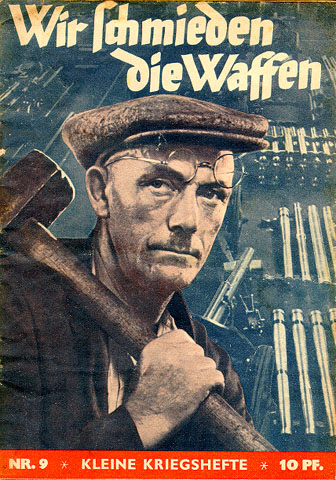 Wir schmieden
die Waffen
NR. 9 * KLEINE KRIEGSHEFTE * 10 PF.